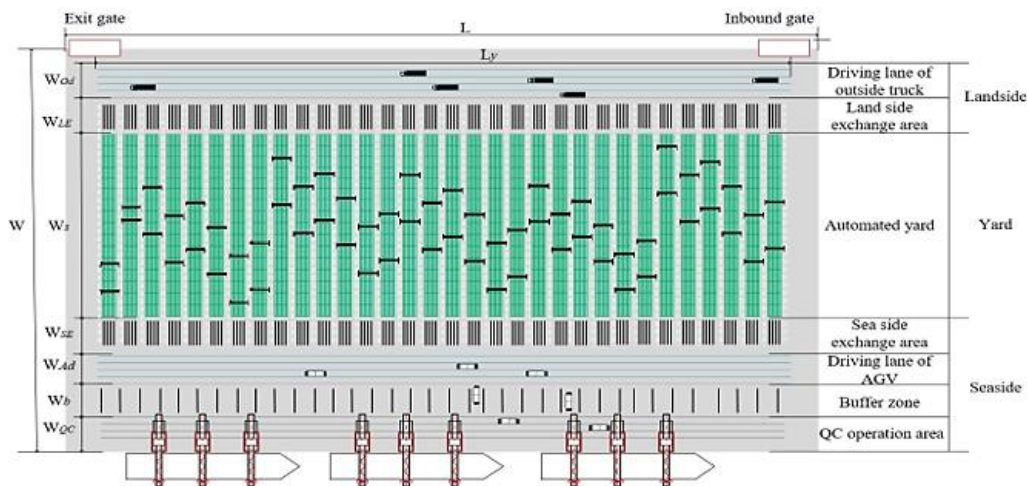 Exit gate
Inbound gate
L
Ly
W
WOd
Driving lane of
outside truck
Landside
WLE
Land side
exchange area
Ws
Automated yard
Yard
WSE
Sea side
exchange area
WAd
Driving lane of
AGV
Seaside
Wb
Buffer zone
WQC
QC operation area